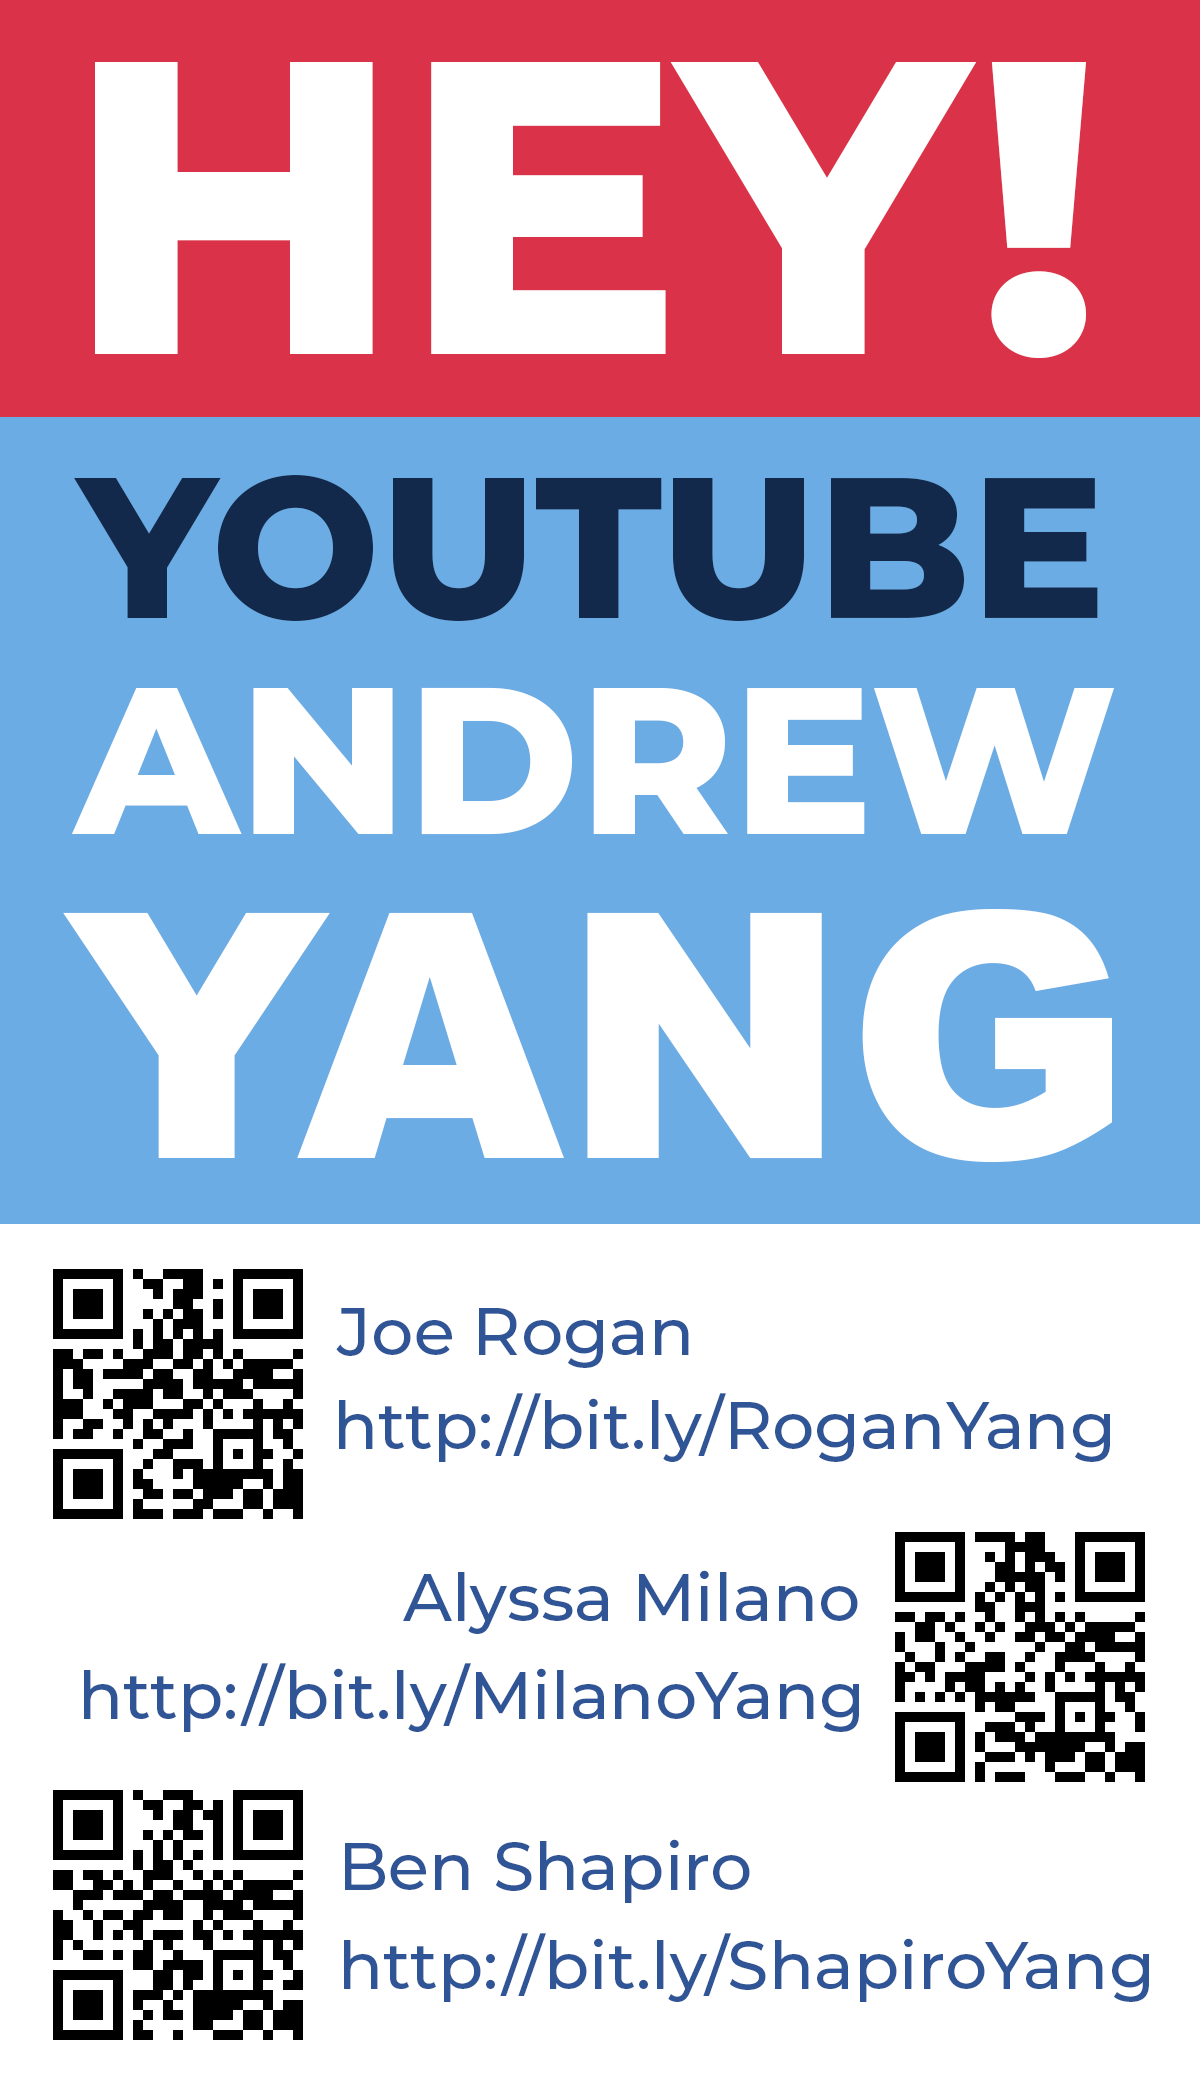 HEY!
YOUTUBE
ANDREW
YANG
Joe Rogan
http://bit.ly/RoganYang
Alyssa Milano
http://bit.ly/MilanoYang
Ben Shapiro
http://bit.ly/ShapiroYang